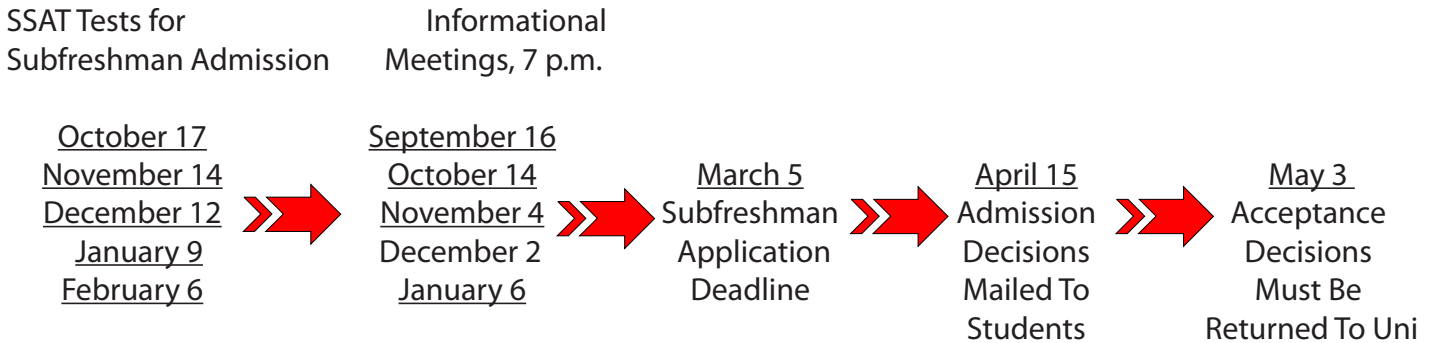 SSAT Tests for
Subfreshman Admission
October 17
November 14
December 12
January 9
February 6
Informational
Meetings, 7 p.m.
September 16
October 14
November 4
December 2
January 6
March 5
Subfreshman
Application
Deadline
April 15
Admission
Decisions
Mailed To
Students
May 3
Acceptance
Decisions
Must Be
Returned To Uni